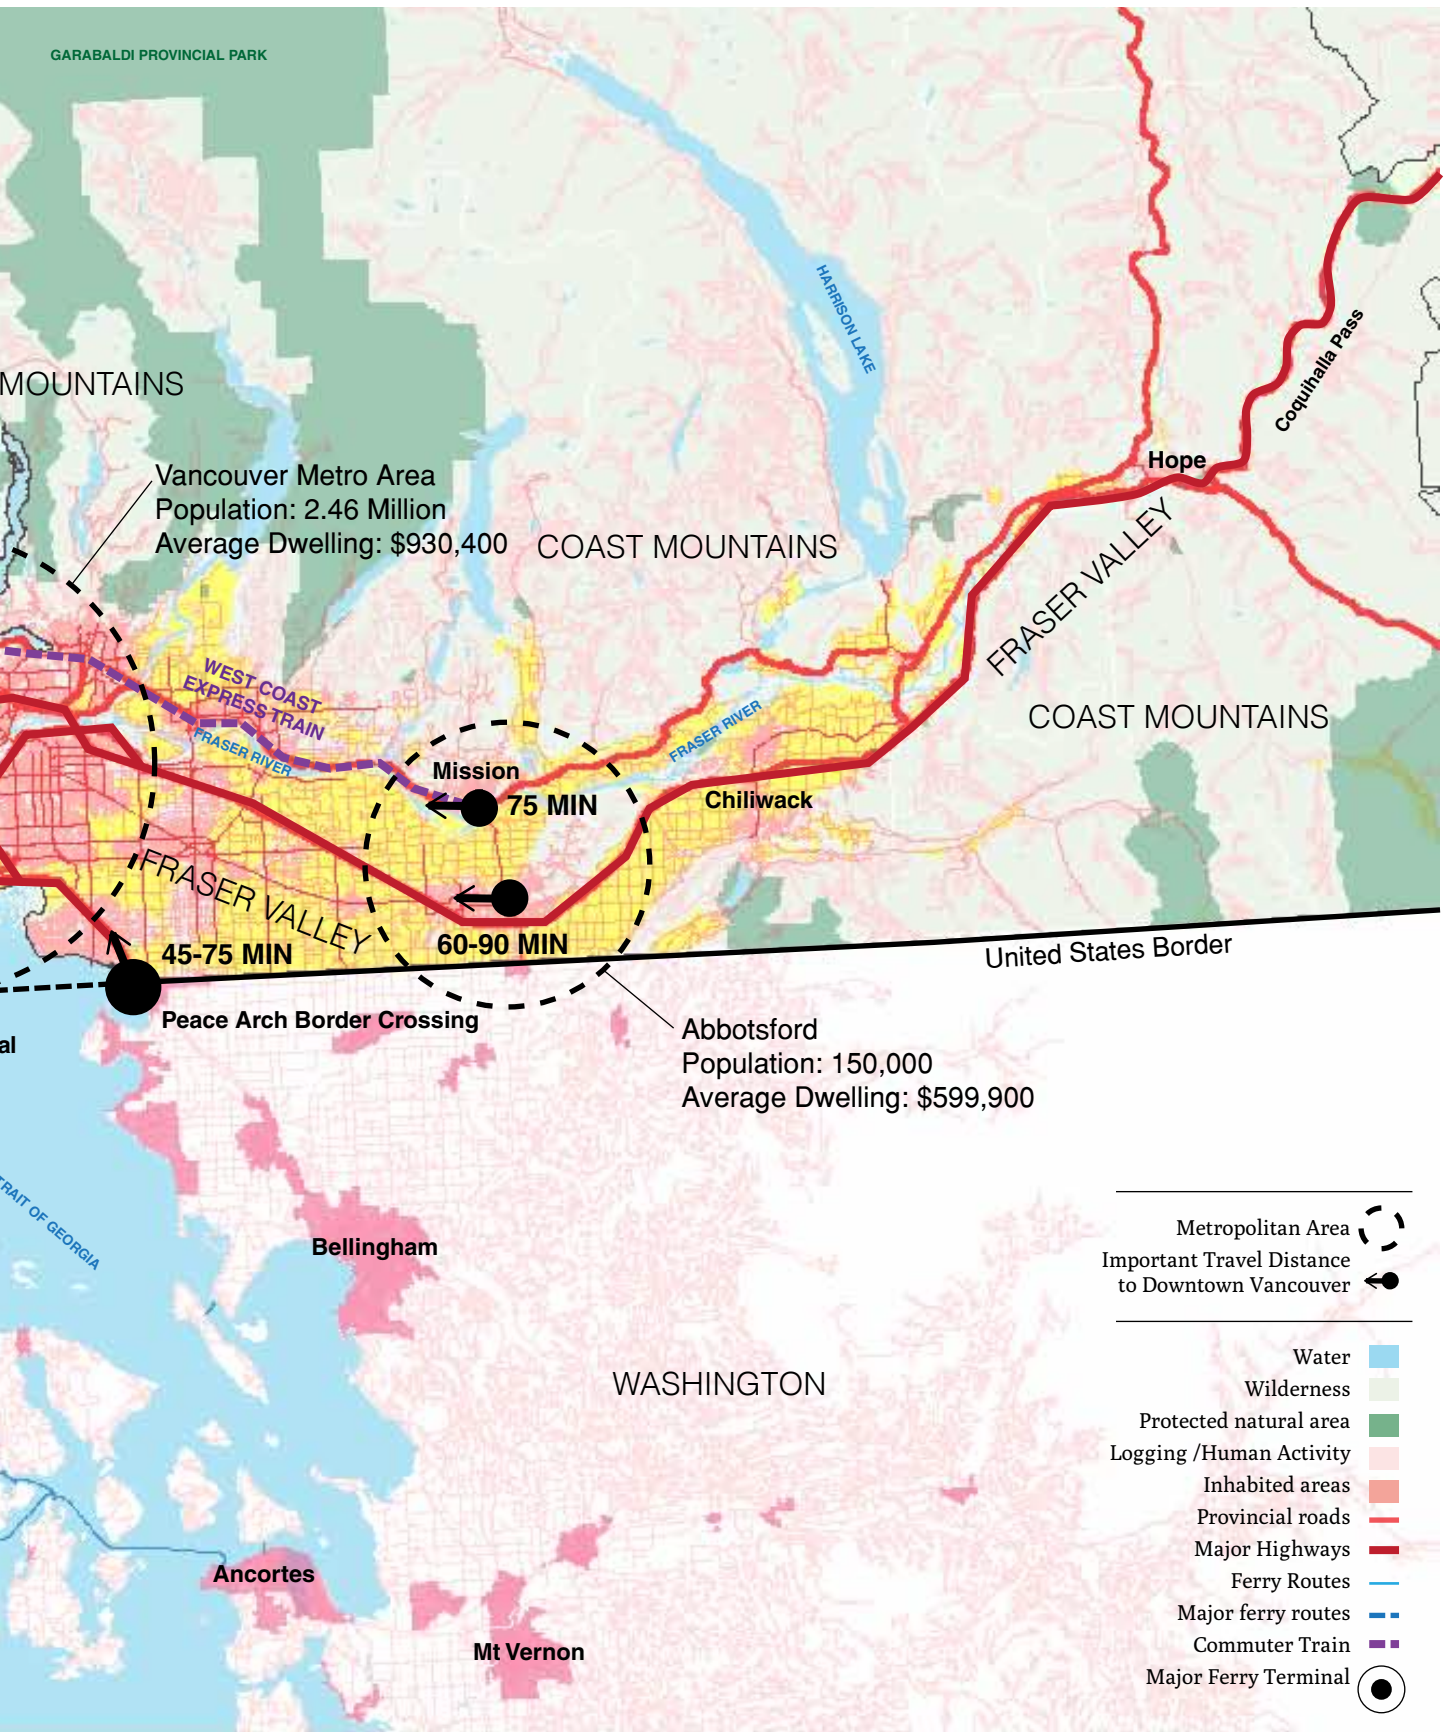 GARABALDI PROVINCIAL PARK
HARRISON LAKE
Coquihalla Pass
MOUNTAINS
Hope
Vancouver Metro Area
Population: 2.46 Million
Average Dwelling: $930,400
COAST MOUNTAINS
FRASER VALLEY
WEST COAST
EXPRESS TRAIN
FRASER RIVER
FRASER RIVER
COAST MOUNTAINS
Mission
75 MIN
Chiliwack
FRASER VALLEY
60-90 MIN
45-75 MIN
United States Border
Peace Arch Border Crossing
al
Abbotsford
Population: 150,000
Average Dwelling: $599,900
TRAIT OF GEORGIA
Bellingham
WASHINGTON
Ancortes
Mt Vernon
Metropolitan Area
Important Travel Distance
to Downtown Vancouver
Water
Wilderness
Protected natural area
Logging /Human Activity
Inhabited areas
Provincial roads
Major Highways
Ferry Routes
Major ferry routes
Commuter Train
Major Ferry Terminal